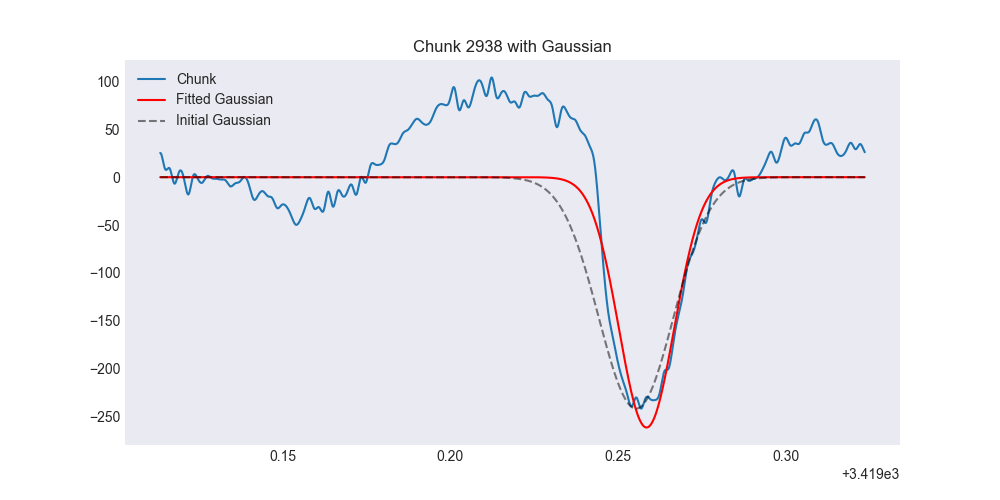 Chunk 2938 with Gaussian
Chunk
Fitted Gaussian
Initial Gaussian
100
50
0
−50
−100
−150
−200
−250
0.15 0.20 0.25 0.30
+3.419e3